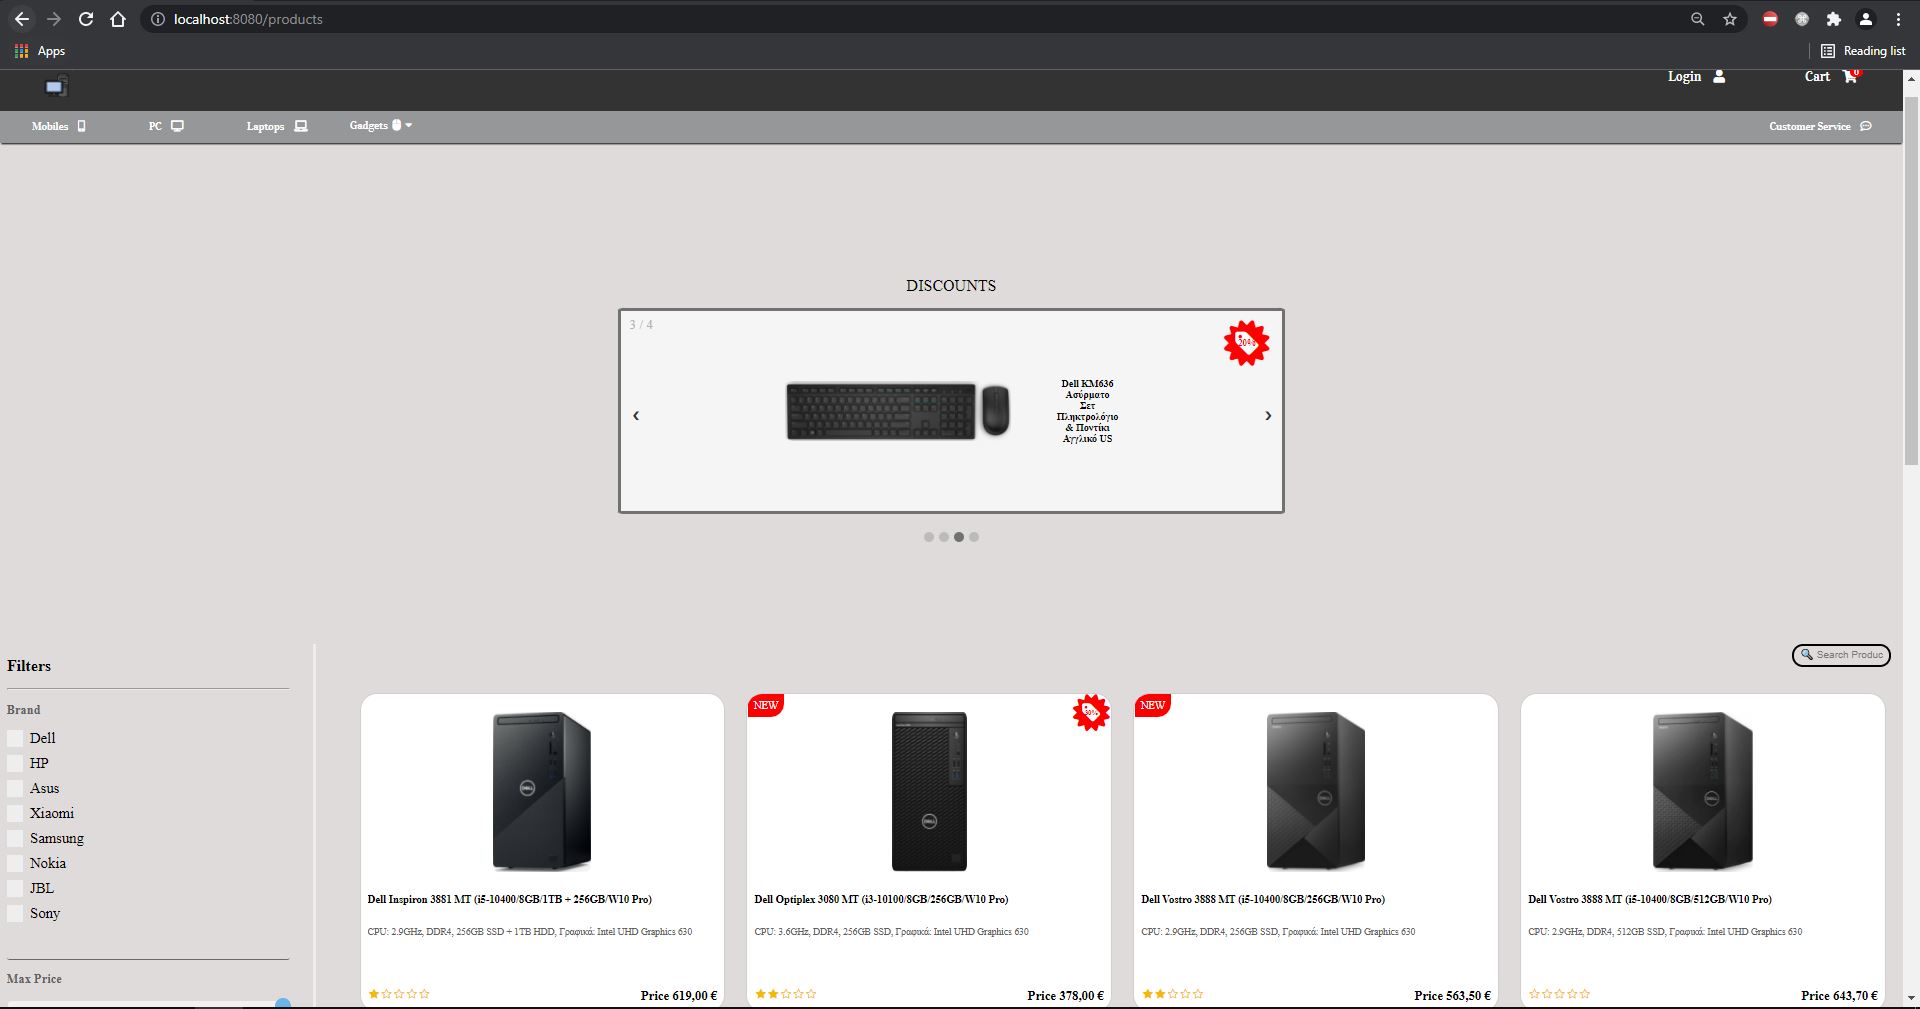 localhost:8080/products
Apps
Reading list
Login
Cart
0
Mobiles
PC
Laptops
Gadgets
Customer Service
DISCOUNTS
3 / 4
20%
Dell KM636
Ασύρματο
Σετ
Πληκτρολόγιο
& Ποντίκι
Αγγλικό US
Filters
Search Produc
Brand
Dell
HP
Asus
Xiaomi
Samsung
Nokia
JBL
Sony
Max Price
Dell Inspiron 3881 MT (i5-10400/8GB/1TB + 256GB/W10 Pro)
CPU: 2.9GHz, DDR4, 256GB SSD + 1TB HDD, Γραφικά: Intel UHD Graphics 630
Price 619,00 €
NEW
30%
DELL
Dell Optiplex 3080 MT (i3-10100/8GB/256GB/W10 Pro)
CPU: 3.6GHz, DDR4, 256GB SSD, Γραφικά: Intel UHD Graphics 630
Price 378,00 €
NEW
Dell Vostro 3888 MT (i5-10400/8GB/256GB/W10 Pro)
CPU: 2.9GHz, DDR4, 256GB SSD, Γραφικά: Intel UHD Graphics 630
Price 563,50 €
Dell Vostro 3888 MT (i5-10400/8GB/512GB/W10 Pro)
CPU: 2.9GHz, DDR4, 512GB SSD, Γραφικά: Intel UHD Graphics 630
Price 643,70 €